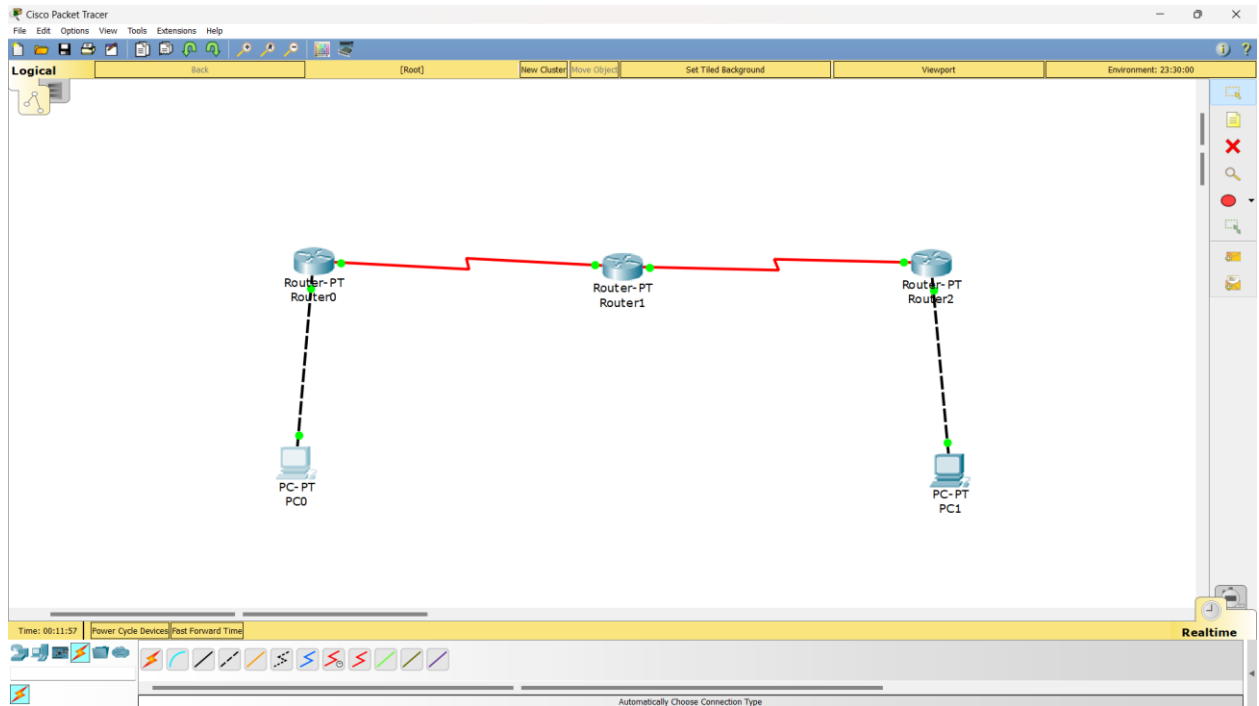 Cisco Packet Tracer
File Edit Options View Tools Extensions Help
Logical Back [Root] New Cluster Move Object Set Tiled Background Viewport Environment: 23:30:00
Router-PT
Router0
Router-PT
Router1
Router-PT
Router2
PC-PT
PC0
PC-PT
PC1
Time: 00:11:57 Power Cycle Devices Fast Forward Time Realtime
Automatically Choose Connection Type